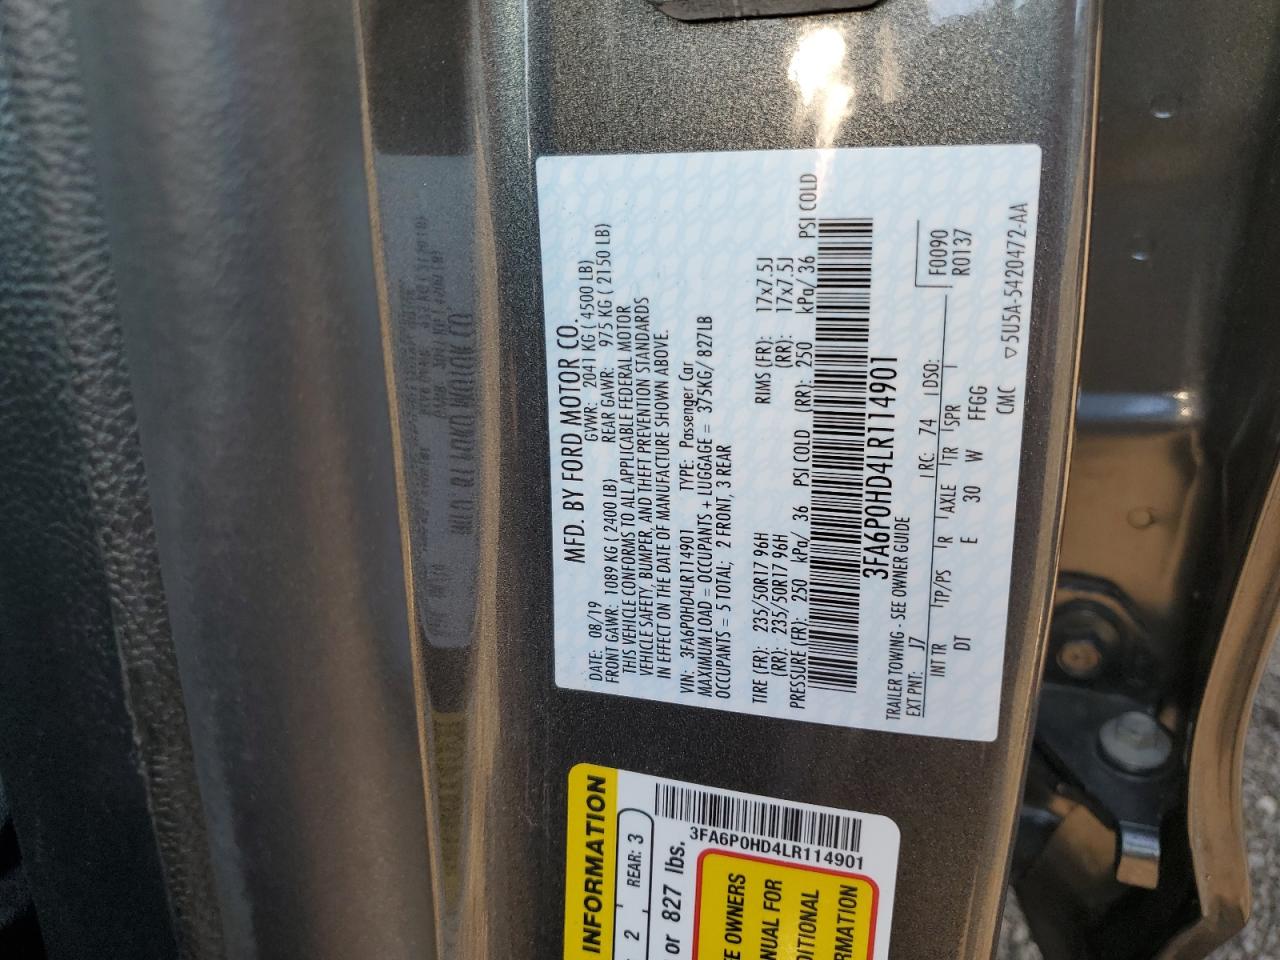 MFD. BY FORD MOTOR CO.
DATE: 08/19 GVWR: 2041 KG ( 4500 LB)
FRONT GAWR: 1089 KG ( 2400 LB) REAR GAWR: 975 KG ( 2150 LB)
THIS VEHICLE CONFORMS TO ALL APPLICABLE FEDERAL MOTOR
VEHICLE SAFETY, BUMPER, AND THEFT PREVENTION STANDARDS
IN EFFECT ON THE DATE OF MANUFACTURE SHOWN ABOVE.
VIN: 3FA6P0HD4LR114901 TYPE: Passenger Car
MAXIMUM LOAD = OCCUPANTS + LUGGAGE = 375KG/ 827LB
OCCUPANTS = 5 TOTAL; 2 FRONT, 3 REAR
TIRE (FR): 235/50R17 96H RIMS (FR): 17x7.5J
(RR): 235/50R17 96H (RR): 17x7.5J
PRESSURE (FR): 250 kPa/ 36 PSI COLD (RR): 250 kPa/ 36 PSI COLD
3FA6P0HD4LR114901
TRAILER TOWING - SEE OWNER GUIDE
EXT PNT: J7 RC: 74 DSO: F0090
R0137
INT TR TP/PS R AXLE TR SPR
DT E 30 W FFGG
CMC ▽5U5A-5420472-AA
INFORMATION
2 REAR: 3
or 827 lbs.
3FA6P0HD4LR114901
OWNERS
FOR